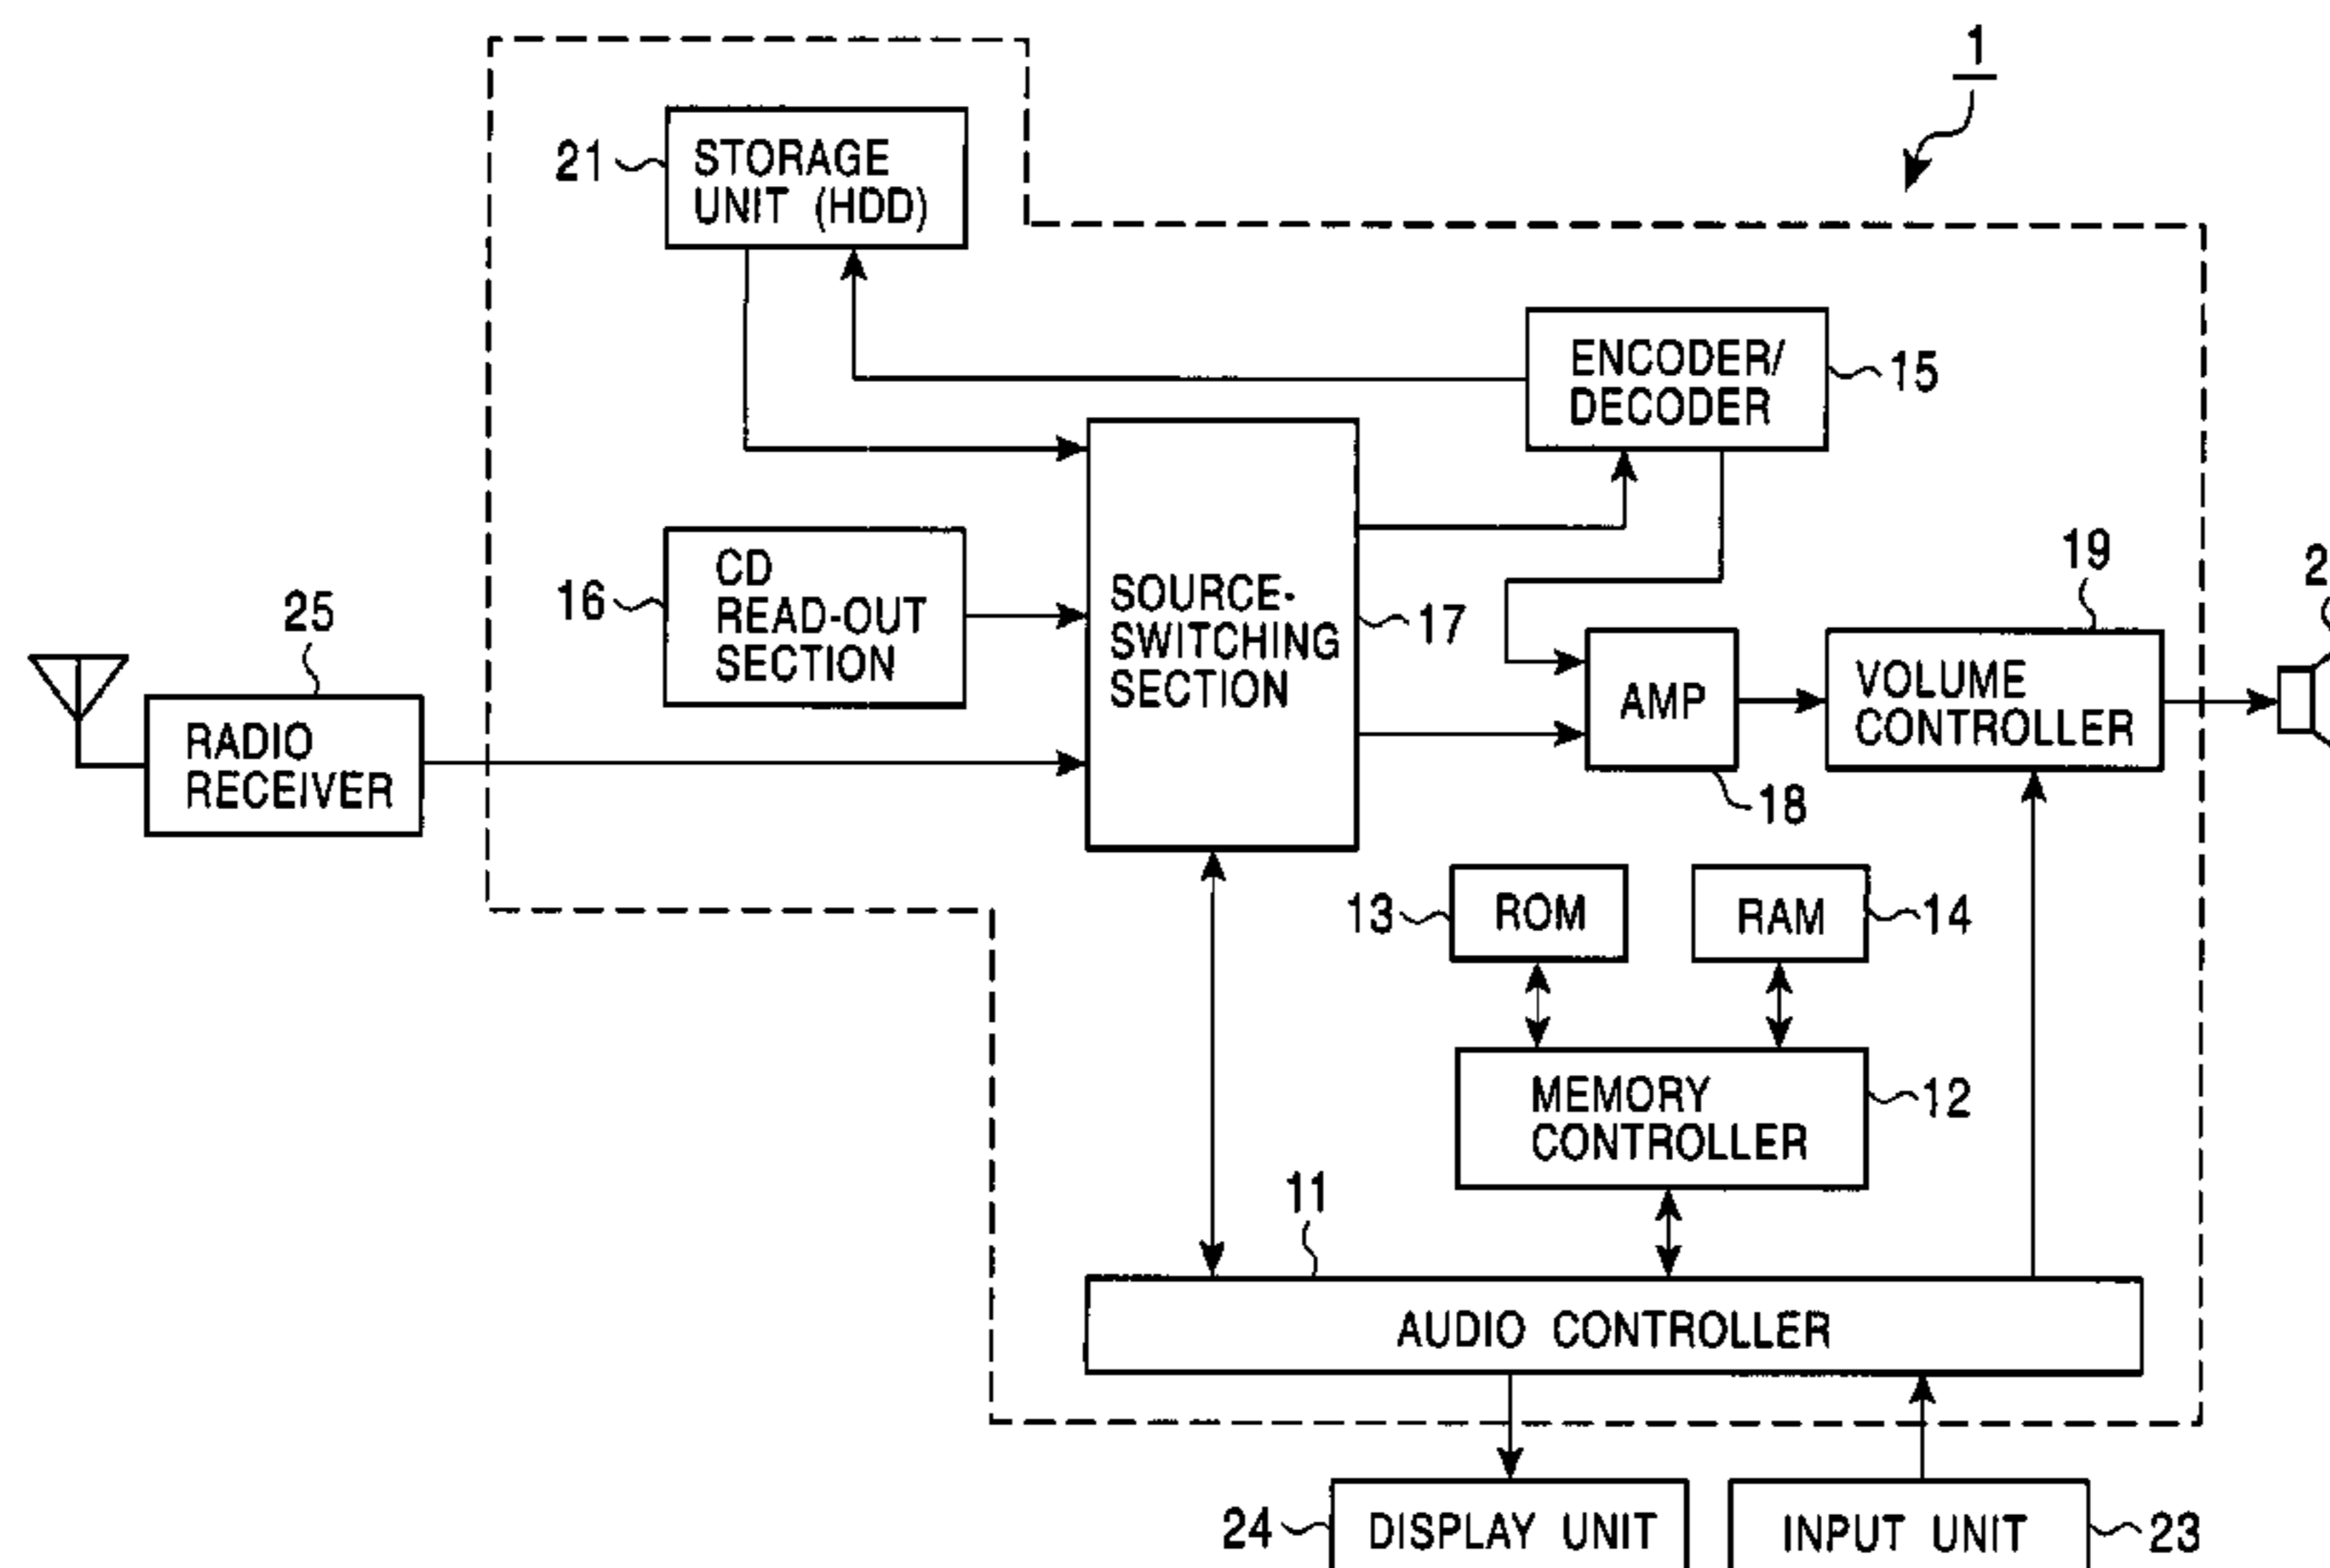 1
21
STORAGE
UNIT (HDD)
ENCODER/
DECODER
15
16
CD
READ-OUT
SECTION
SOURCE-
SWITCHING
SECTION
17
19
25
RADIO
RECEIVER
AMP
18
VOLUME
CONTROLLER
13
ROM
RAM
14
MEMORY
CONTROLLER
12
11
AUDIO CONTROLLER
24
DISPLAY UNIT
INPUT UNIT
23